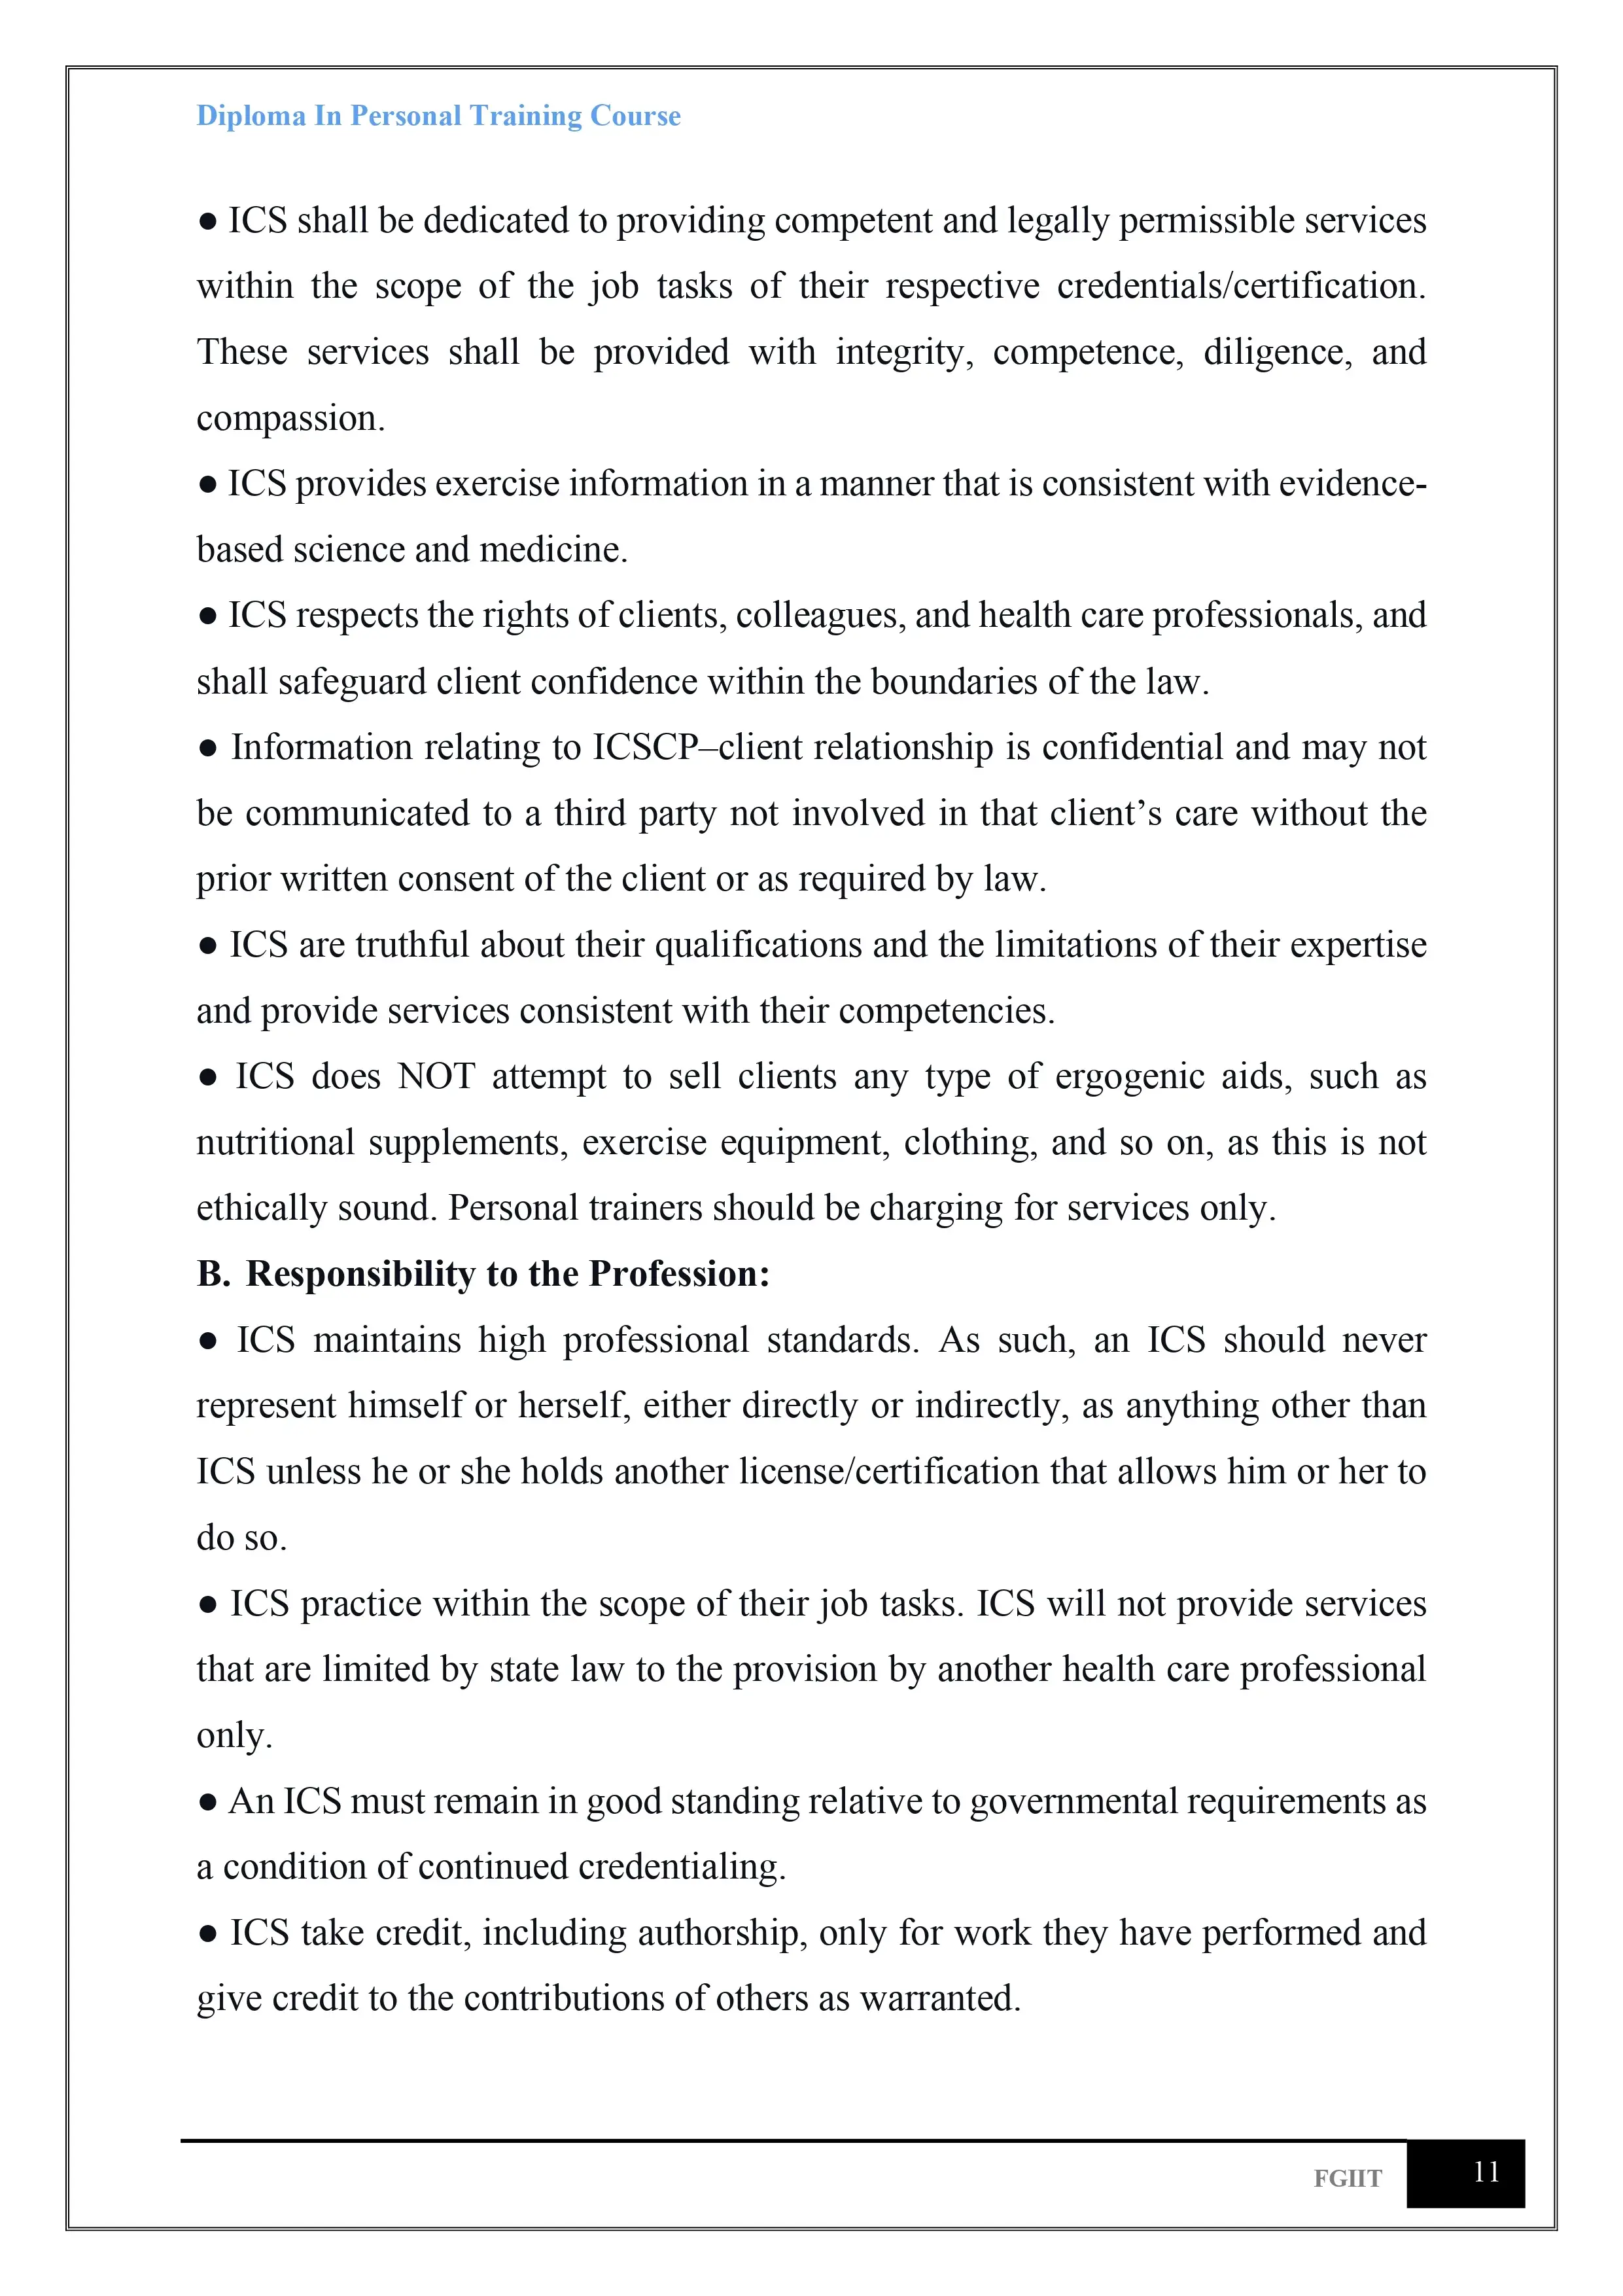 Diploma In Personal Training Course
● ICS shall be dedicated to providing competent and legally permissible services
within the scope of the job tasks of their respective credentials/certification.
These services shall be provided with integrity, competence, diligence, and
compassion.
● ICS provides exercise information in a manner that is consistent with evidence-
based science and medicine.
● ICS respects the rights of clients, colleagues, and health care professionals, and
shall safeguard client confidence within the boundaries of the law.
● Information relating to ICSCP–client relationship is confidential and may not
be communicated to a third party not involved in that client’s care without the
prior written consent of the client or as required by law.
● ICS are truthful about their qualifications and the limitations of their expertise
and provide services consistent with their competencies.
● ICS does NOT attempt to sell clients any type of ergogenic aids, such as
nutritional supplements, exercise equipment, clothing, and so on, as this is not
ethically sound. Personal trainers should be charging for services only.
B. Responsibility to the Profession:
● ICS maintains high professional standards. As such, an ICS should never
represent himself or herself, either directly or indirectly, as anything other than
ICS unless he or she holds another license/certification that allows him or her to
do so.
● ICS practice within the scope of their job tasks. ICS will not provide services
that are limited by state law to the provision by another health care professional
only.
● An ICS must remain in good standing relative to governmental requirements as
a condition of continued credentialing.
● ICS take credit, including authorship, only for work they have performed and
give credit to the contributions of others as warranted.
FGIIT 11